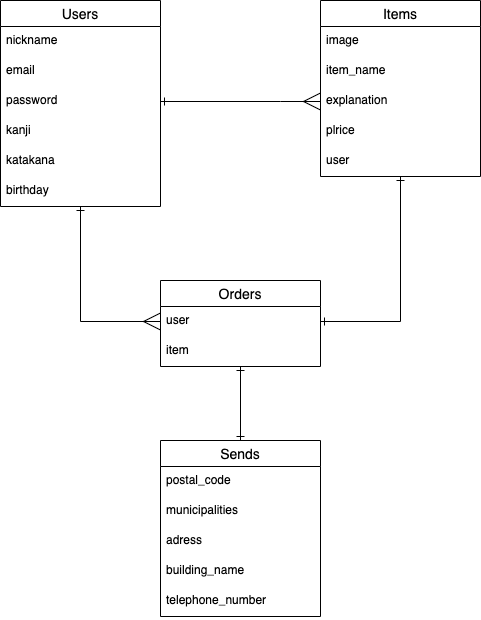 Users
nickname
email
password
kanji
katakana
birthday
Items
image
item_name
explanation
plrice
user
Orders
user
item
Sends
postal_code
municipalities
adress
building_name
telephone_number